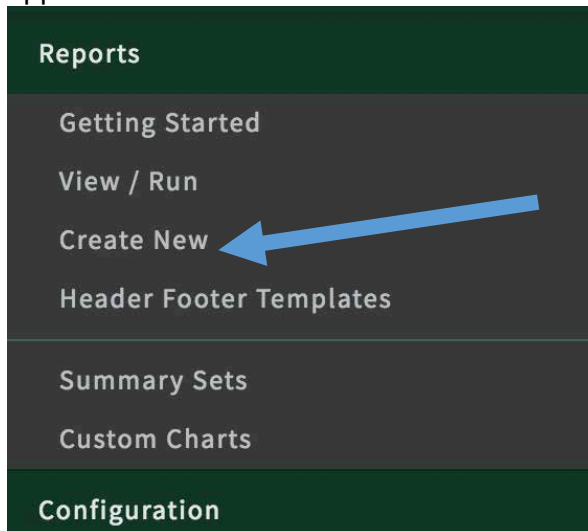 Reports
Getting Started
View / Run
Create New
Header Footer Templates
Summary Sets
Custom Charts
Configuration